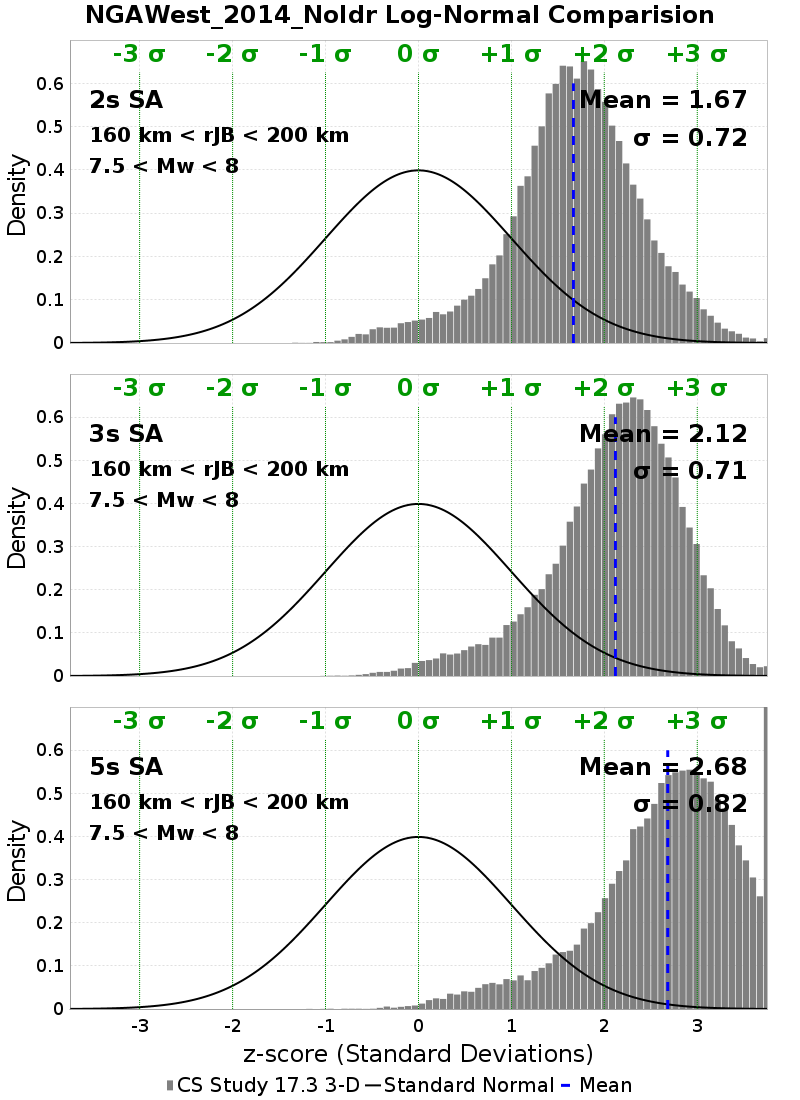 NGAWest_2014_NoIdr Log-Normal Comparision
-3 σ -2 σ -1 σ 0 σ +1 σ +2 σ +3 σ
2s SA
Mean = 1.67
160 km < rJB < 200 km
σ = 0.72
7.5 < Mw < 8
Density
0.6
0.5
0.4
0.3
0.2
0.1
0
-3 σ -2 σ -1 σ 0 σ +1 σ +2 σ +3 σ
3s SA
Mean = 2.12
160 km < rJB < 200 km
σ = 0.71
7.5 < Mw < 8
Density
0.6
0.5
0.4
0.3
0.2
0.1
0
-3 σ -2 σ -1 σ 0 σ +1 σ +2 σ +3 σ
5s SA
Mean = 2.68
160 km < rJB < 200 km
σ = 0.82
7.5 < Mw < 8
Density
0.6
0.5
0.4
0.3
0.2
0.1
0
-3 -2 -1 0 1 2 3
z-score (Standard Deviations)
CS Study 17.3 3-D Standard Normal Mean